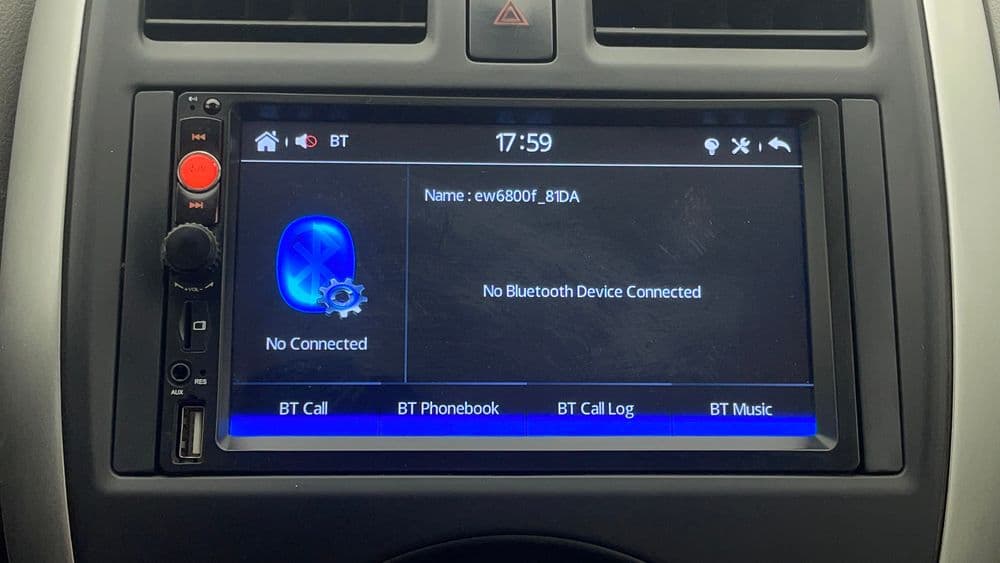 BT
17:59
Name : ew6800f_81DA
No Bluetooth Device Connected
No Connected
BT Call
BT Phonebook
BT Call Log
BT Music
VOL
AUX
RES